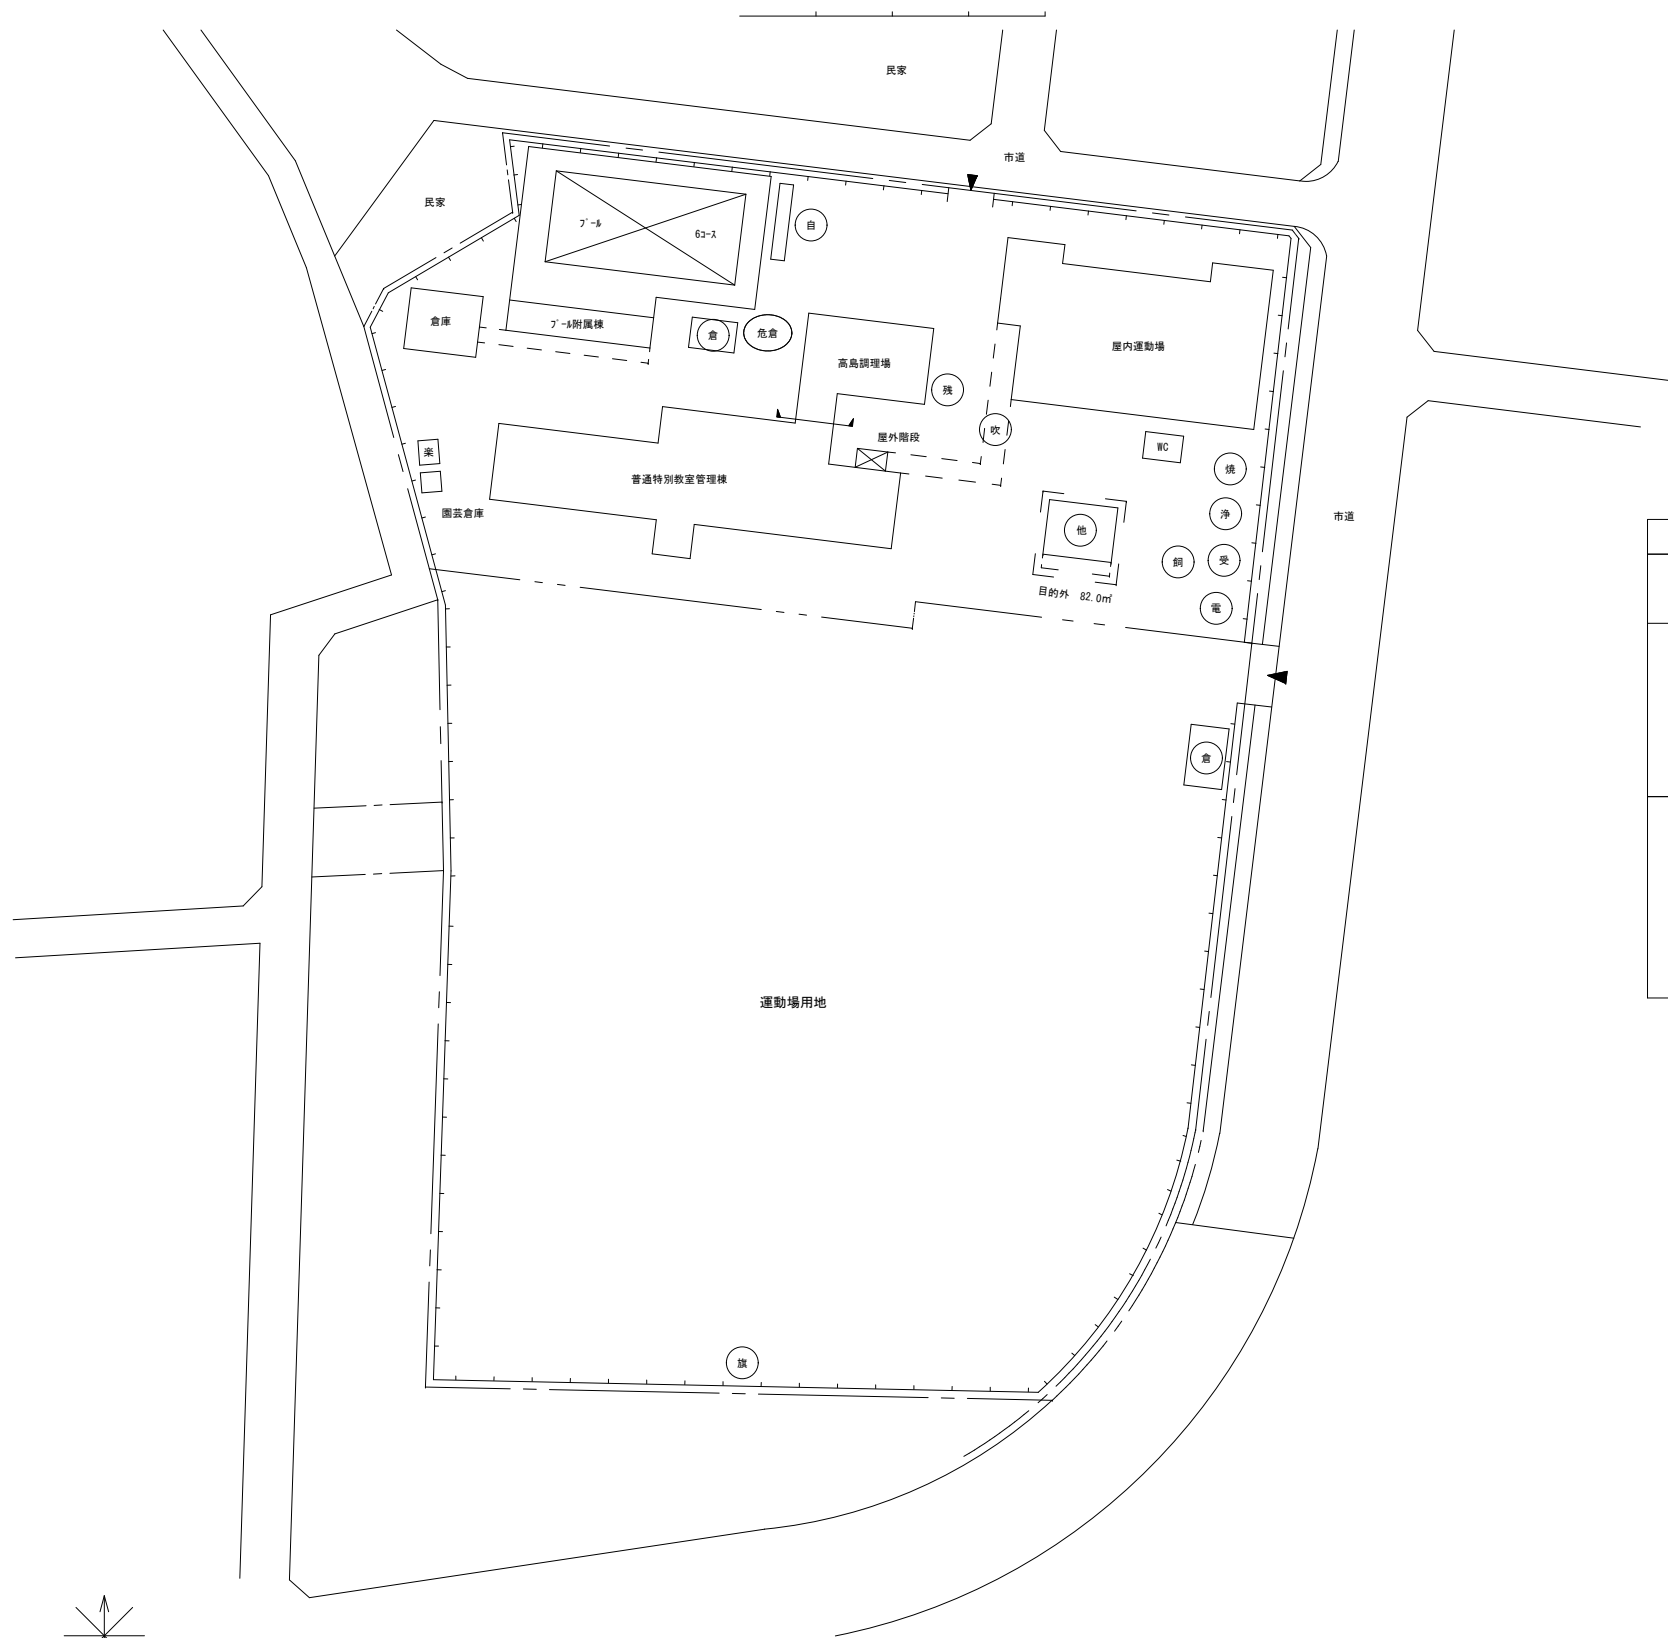 民家
市道
民家
プール
6コース
自
倉庫
プール附属棟
倉
危倉
高島調理場
屋内運動場
残
吹
屋外階段
WC
楽
普通特別教室管理棟
焼
園芸倉庫
浄
市道
他
飼
受
目的外 82.0㎡
電
倉
運動場用地
旗